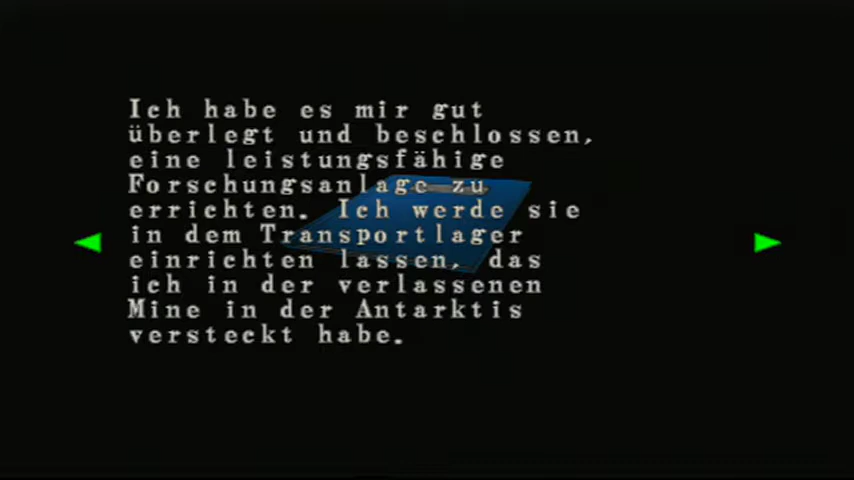 Ich habe es mir gut
überlegt und beschlossen,
eine leistungsfähige
Forschungsanlage zu
errichten. Ich werde sie
in dem Transportlager
einrichten lassen, das
ich in der verlassenen
Mine in der Antarktis
versteckt habe.